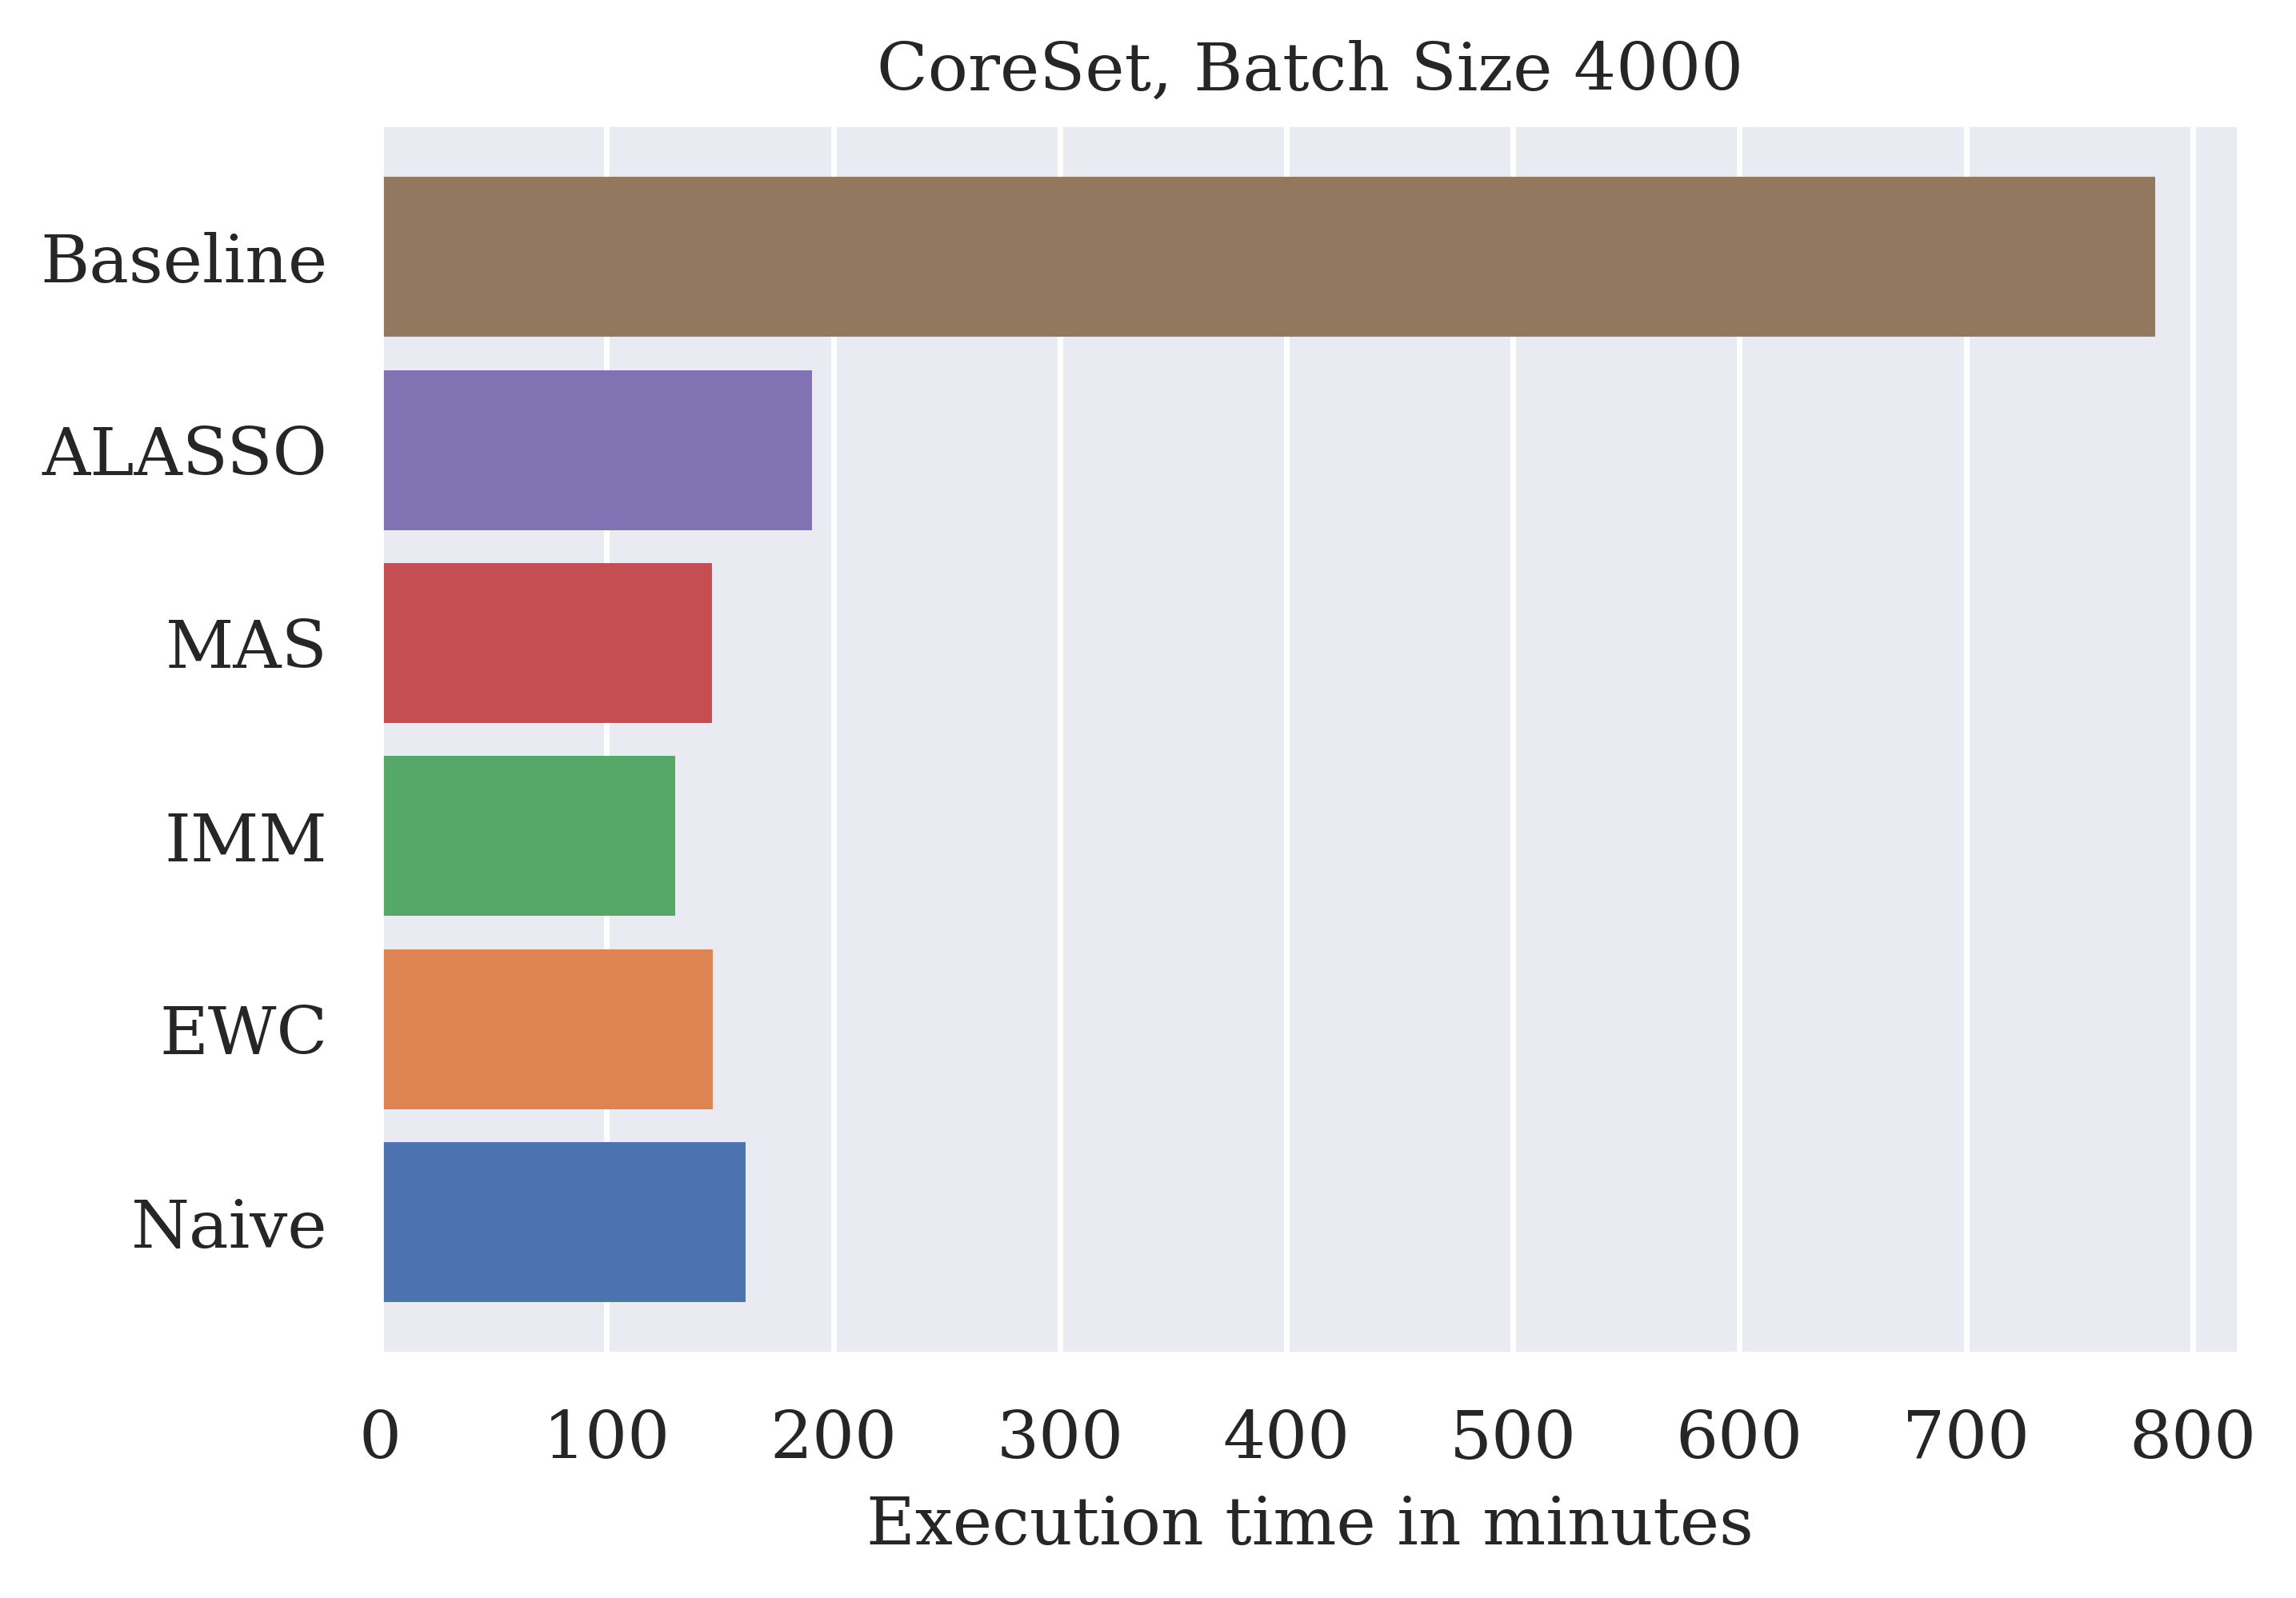 CoreSet, Batch Size 4000
Baseline
ALASSO
MAS
IMM
EWC
Naive
0 100 200 300 400 500 600 700 800
Execution time in minutes